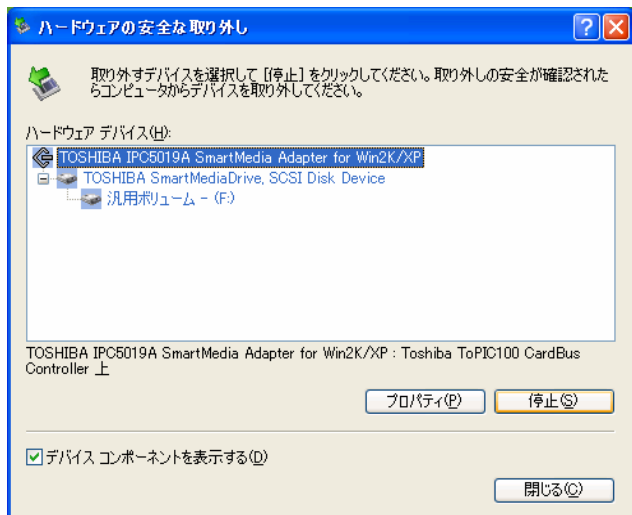 ハードウェアの安全な取り外し
取り外すデバイスを選択して [停止] をクリックしてください。取り外しの安全が確認された
らコンピュータからデバイスを取り外してください。
ハードウェア デバイス(H):
TOSHIBA IPC5019A SmartMedia Adapter for Win2K/XP
TOSHIBA SmartMediaDrive, SCSI Disk Device
汎用ボリューム - (F:)
TOSHIBA IPC5019A SmartMedia Adapter for Win2K/XP : Toshiba ToPIC100 CardBus
Controller 上
プロパティ(P) 停止(S)
デバイス コンポーネントを表示する(D)
閉じる(C)